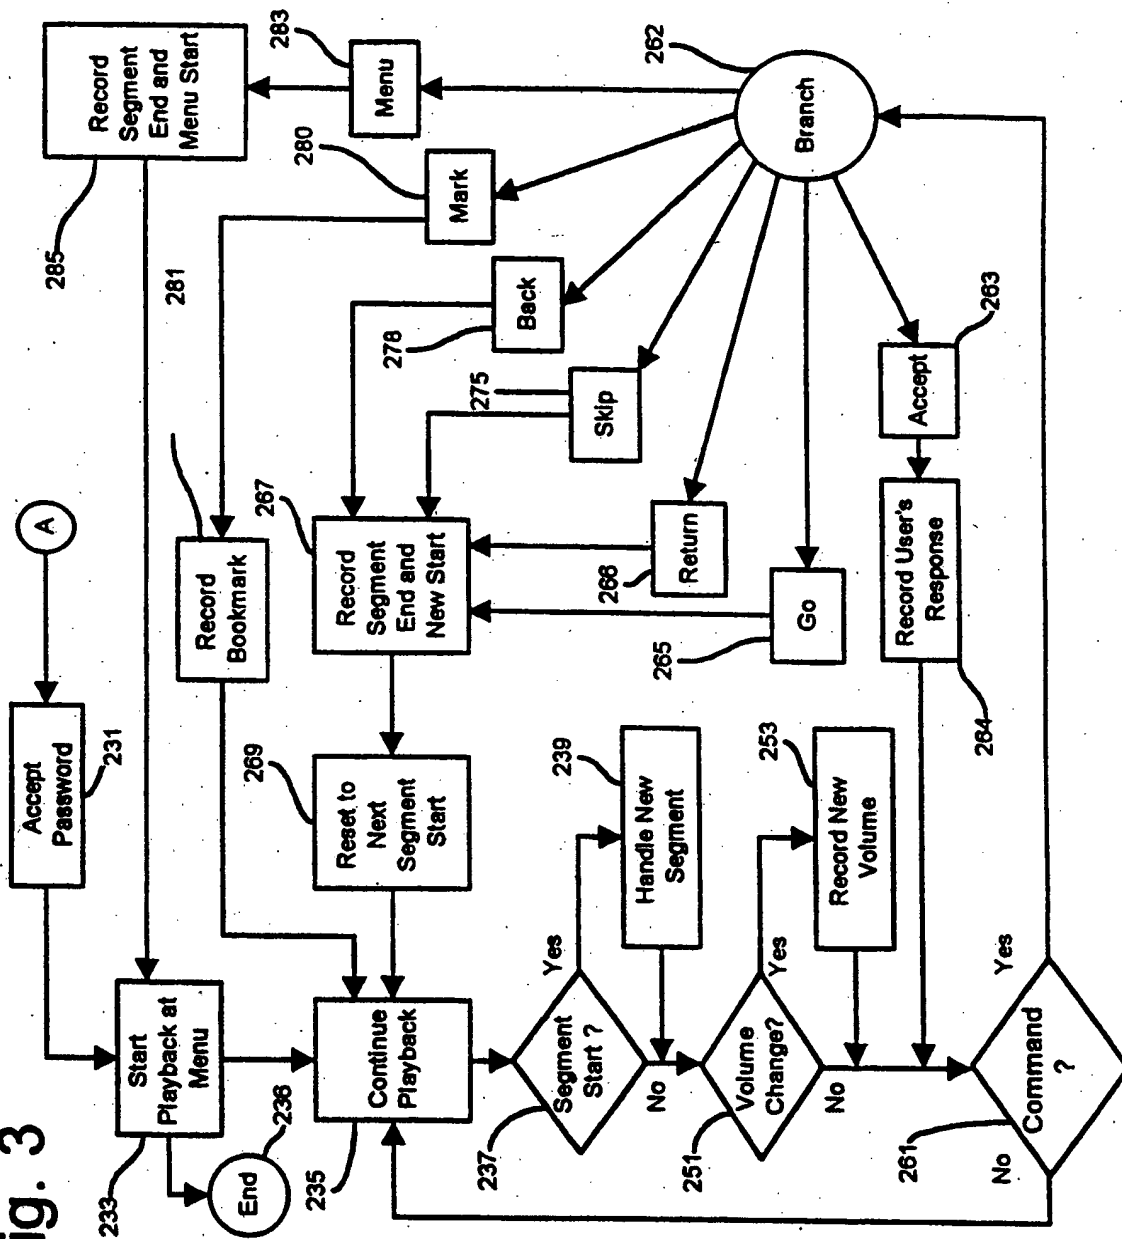 Fig. 3
A
Accept
Password
231
Start
Playback at
Menu
233
End
236
Record
Segment
End and
Menu Start
285
Menu
283
Mark
280
Record
Bookmark
281
Back
278
Skip
275
Record
Segment
End and
New Start
267
Reset to
Next
Segment
Start
269
Continue
Playback
235
Return
266
Go
265
Segment
Start ?
237
Yes
No
Handle New
Segment
239
Volume
Change?
251
Yes
No
Record New
Volume
253
Branch
262
Accept
263
Record User's
Response
264
Command
?
261
Yes
No